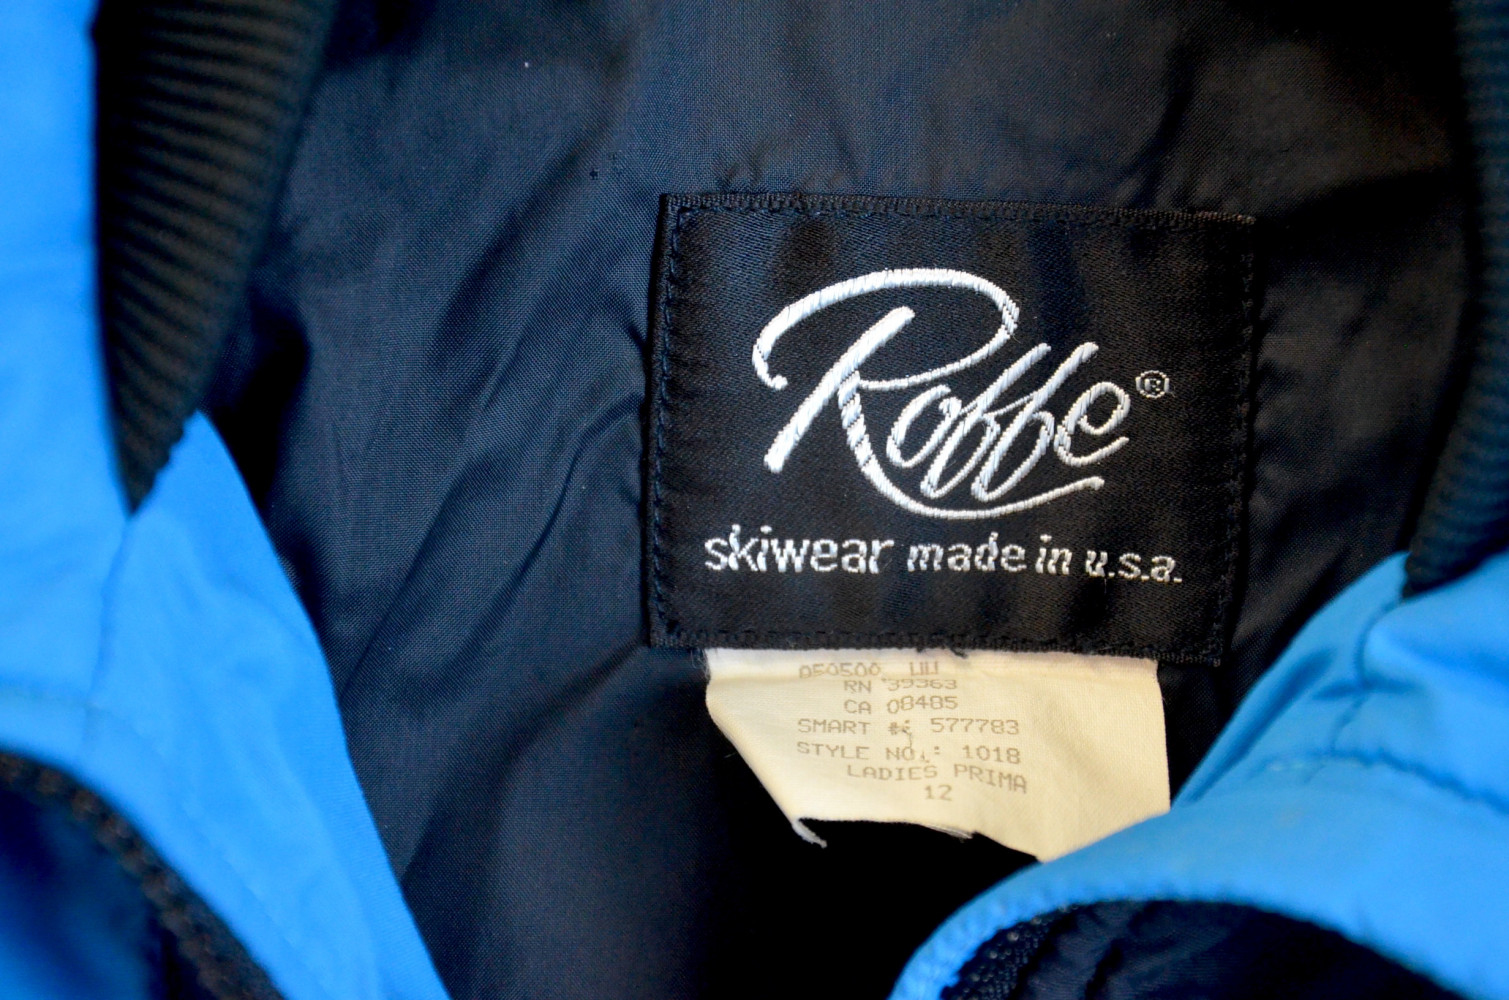 Roffe®
skiwear made in u.s.a.
RN 39363
CA 08485
SMART #: 577783
STYLE NO.: 1018
LADIES PRIMA
12